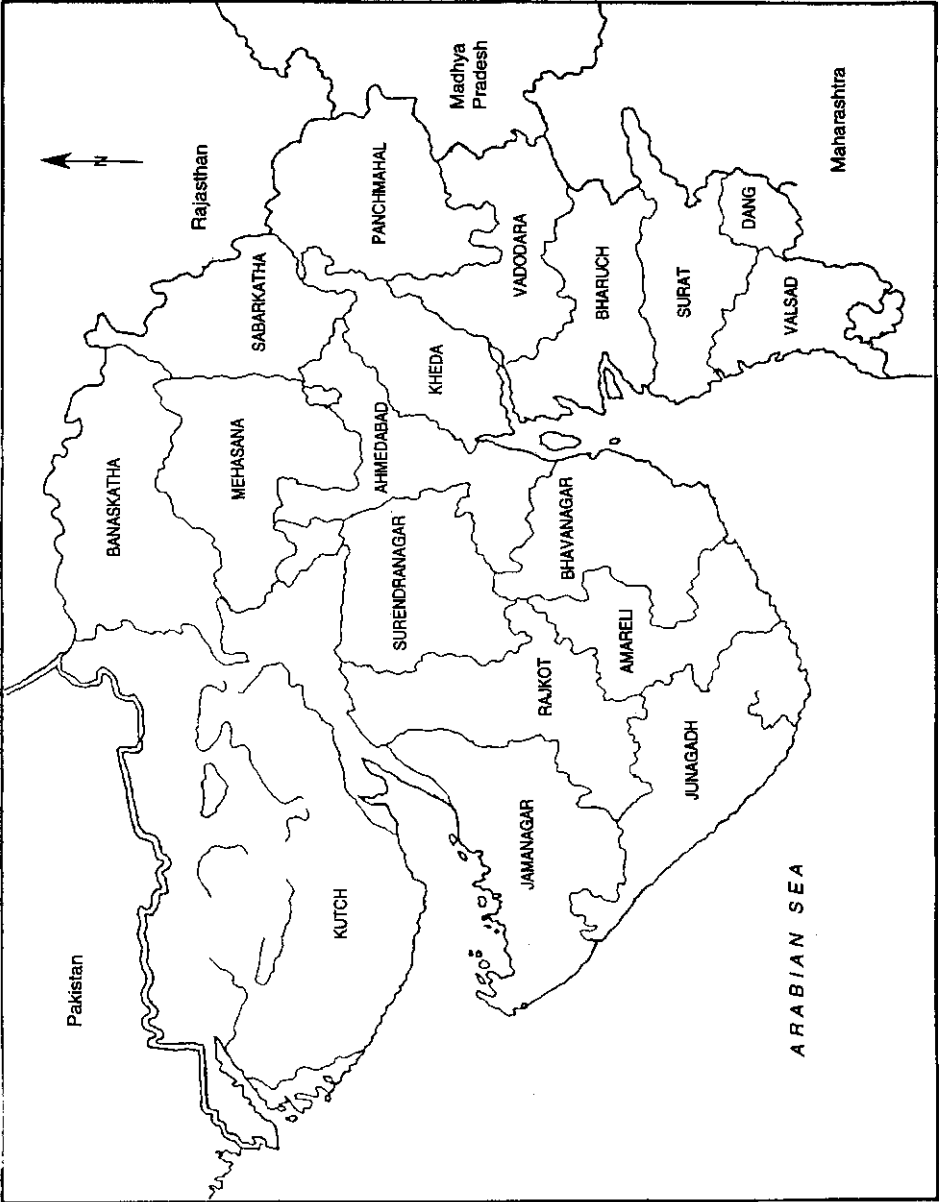 Pakistan
Rajasthan
N
Madhya
Pradesh
Maharashtra
BANASKATHA
SABARKATHA
MEHASANA
PANCHMAHAL
KUTCH
AHMEDABAD
KHEDA
SURENDRANAGAR
VADODARA
BHARUCH
JAMANAGAR
RAJKOT
BHAVANAGAR
AMARELI
JUNAGADH
SURAT
DANG
VALSAD
ARABIAN SEA